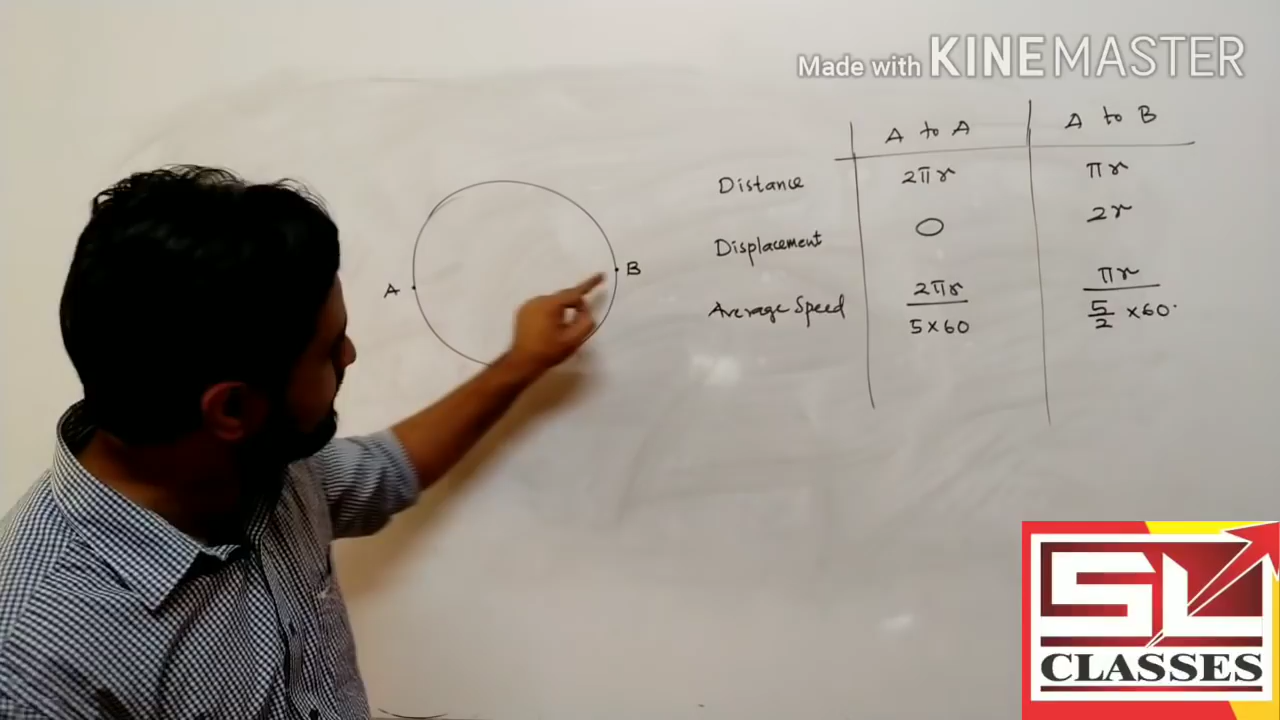 Made with KINEMASTER
A to A A to B
Distance 2πr πr
Displacement 0 2r
Average Speed 2πr / 5×60 πr / 5/2 ×60
A
B
SL
CLASSES